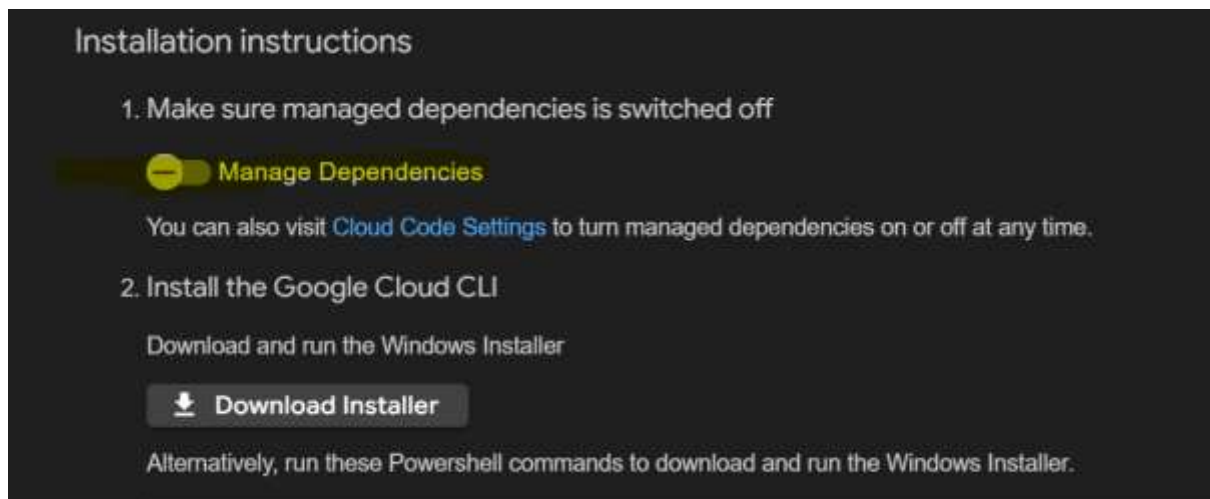 Installation instructions
1. Make sure managed dependencies is switched off
Manage Dependencies
You can also visit Cloud Code Settings to turn managed dependencies on or off at any time.
2. Install the Google Cloud CLI
Download and run the Windows Installer
Download Installer
Alternatively, run these Powershell commands to download and run the Windows Installer.